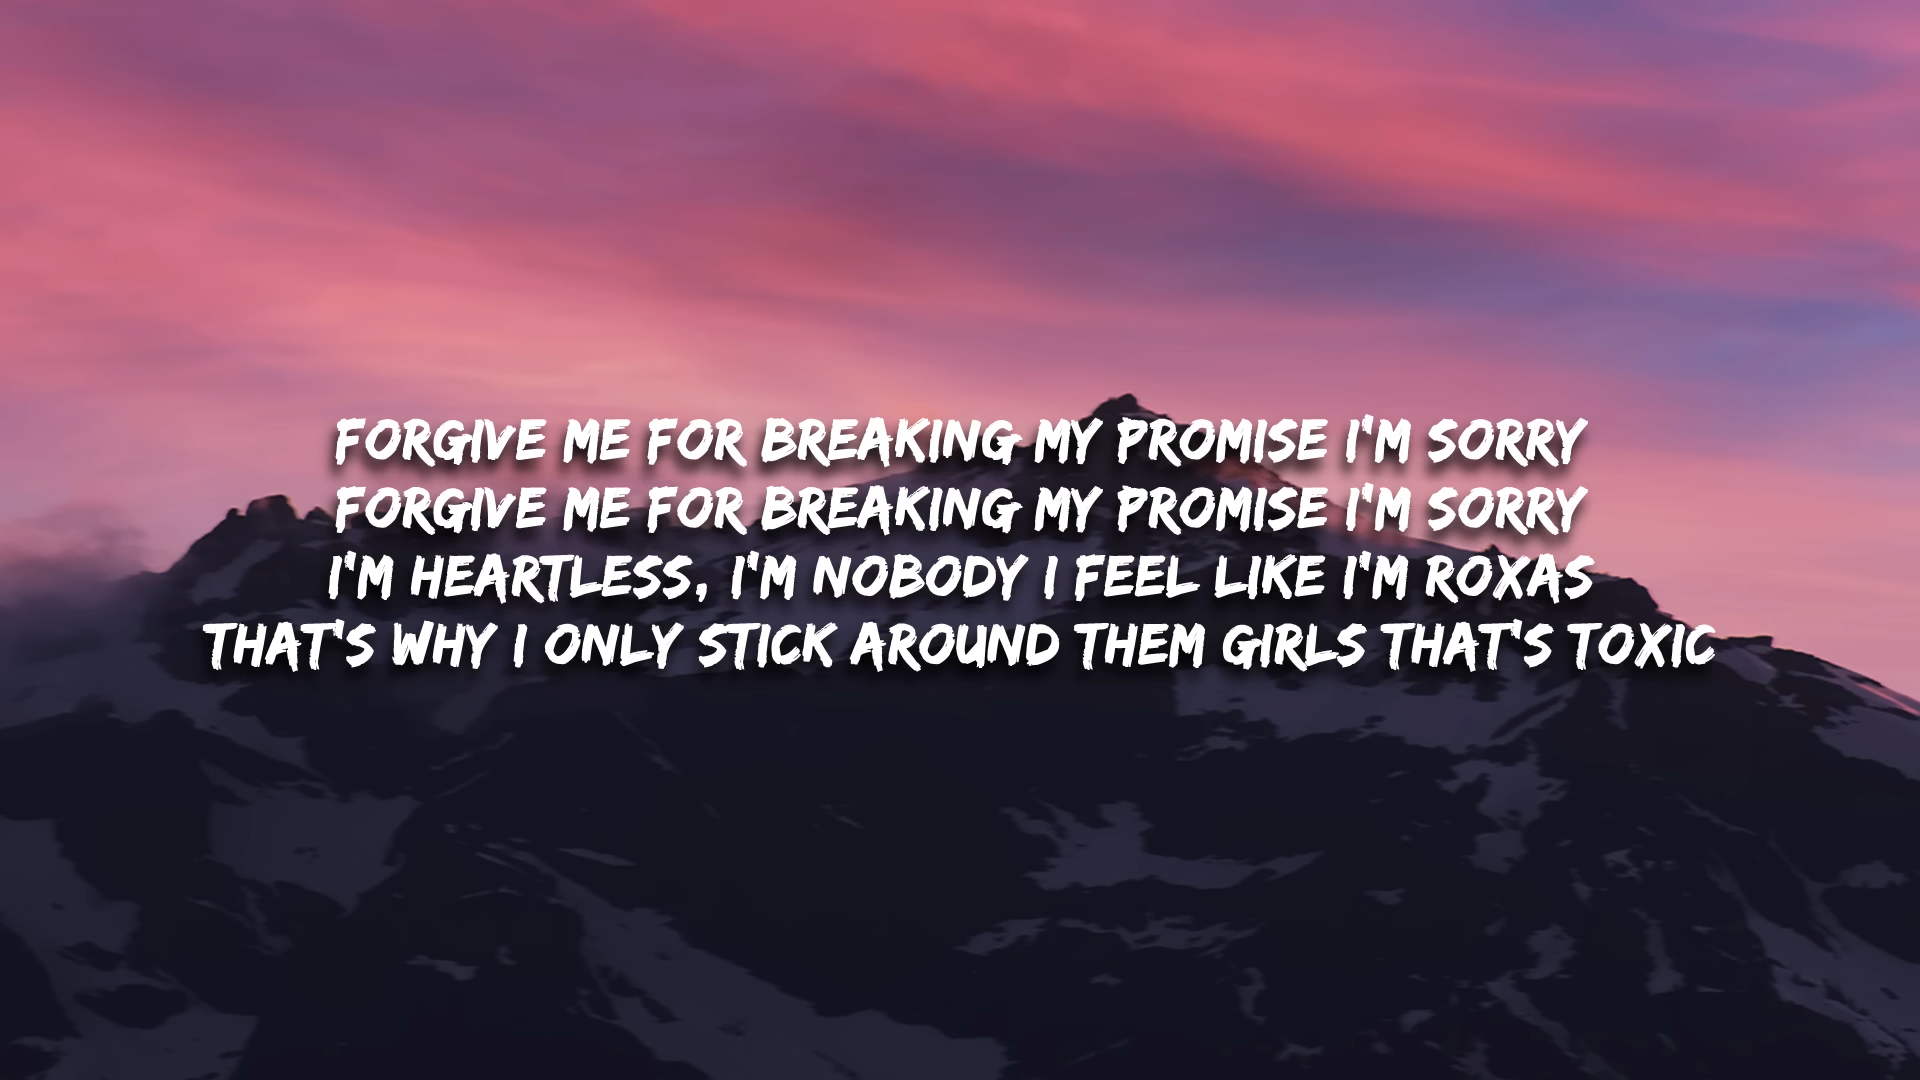 FORGIVE ME FOR BREAKING MY PROMISE I'M SORRY
FORGIVE ME FOR BREAKING MY PROMISE I'M SORRY
I'M HEARTLESS, I'M NOBODY I FEEL LIKE I'M ROXAS
THAT'S WHY I ONLY STICK AROUND THEM GIRLS THAT'S TOXIC